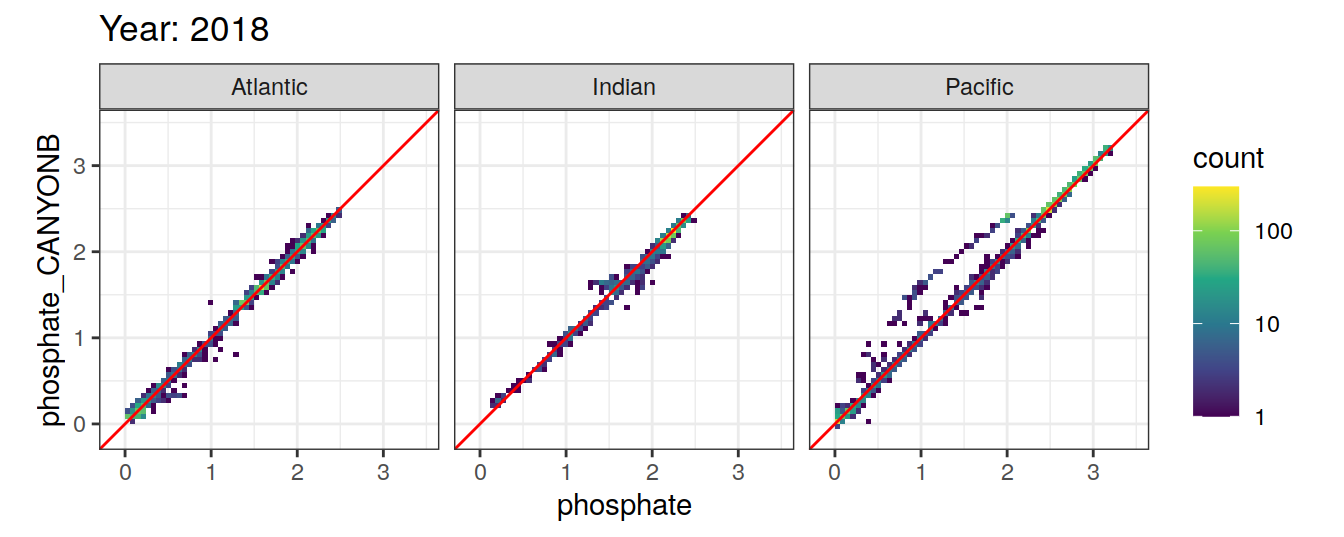 Year: 2018
Atlantic
Indian
Pacific
phosphate_CANYONB
3
2
1
0
0 1 2 3
0 1 2 3
0 1 2 3
phosphate
count
100
10
1